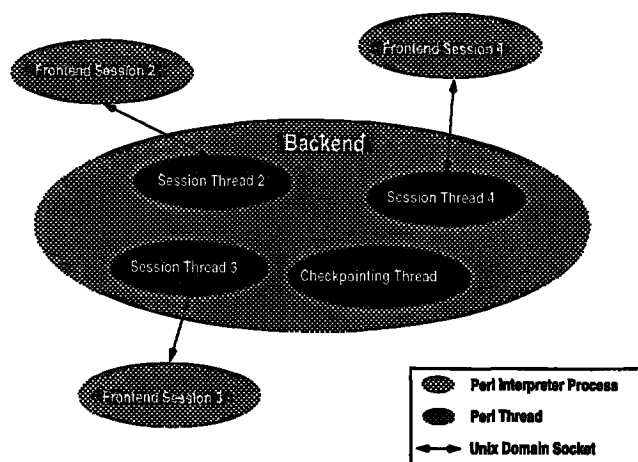 Frontend Session 4
Frontend Session 2
Backend
Session Thread 2
Session Thread 4
Session Thread 3
Checkpointing Thread
Frontend Session 3
Perl Interpreter Process
Perl Thread
Unix Domain Socket